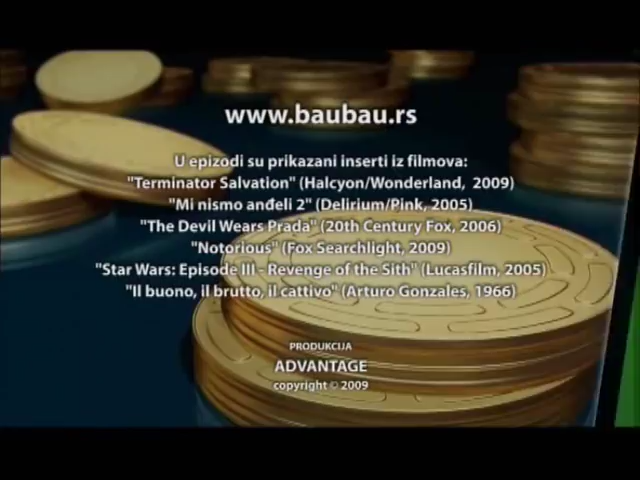 www.baubau.rs
U epizodi su prikazani inserti iz filmova:
"Terminator Salvation" (Halcyon/Wonderland, 2009)
"Mi nismo anđeli 2" (Delirium/Pink, 2005)
"The Devil Wears Prada" (20th Century Fox, 2006)
"Notorious" (Fox Searchlight, 2009)
"Star Wars: Episode III - Revenge of the Sith" (Lucasfilm, 2005)
"Il buono, il brutto, il cattivo" (Arturo Gonzales, 1966)
PRODUKCIJA
ADVANTAGE
copyright © 2009